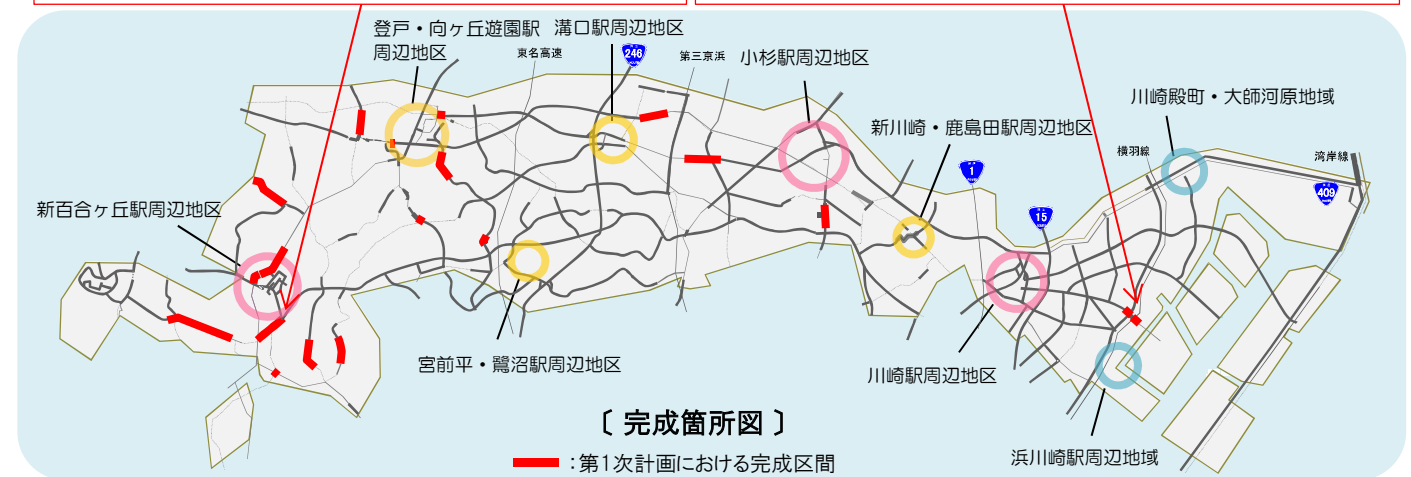 登戸・向ヶ丘遊園駅
周辺地区
溝口駅周辺地区
東名高速
246
第三京浜
小杉駅周辺地区
川崎殿町・大師河原地域
新川崎・鹿島田駅周辺地区
横羽線
湾岸線
1
409
新百合ヶ丘駅周辺地区
15
宮前平・鷺沼駅周辺地区
川崎駅周辺地区
浜川崎駅周辺地域
〔 完成箇所図 〕
：第1次計画における完成区間